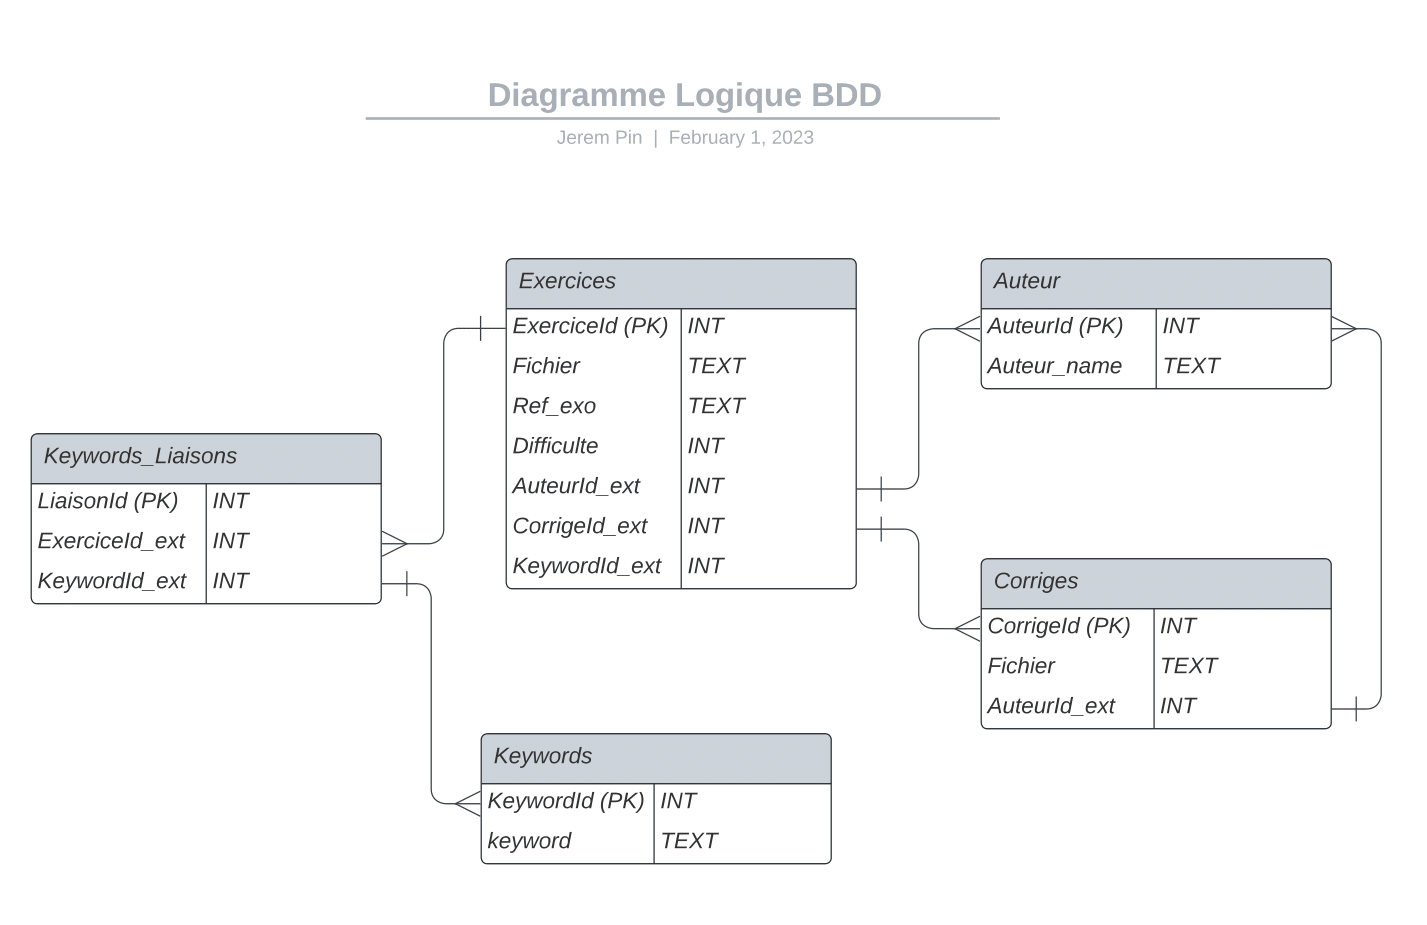 Diagramme Logique BDD
Jerem Pin | February 1, 2023
Exercices
ExerciceId (PK) INT
Fichier TEXT
Ref_exo TEXT
Difficulte INT
AuteurId_ext INT
CorrigeId_ext INT
KeywordId_ext INT
Auteur
AuteurId (PK) INT
Auteur_name TEXT
Keywords_Liaisons
LiaisonId (PK) INT
ExerciceId_ext INT
KeywordId_ext INT
Corriges
CorrigeId (PK) INT
Fichier TEXT
AuteurId_ext INT
Keywords
KeywordId (PK) INT
keyword TEXT